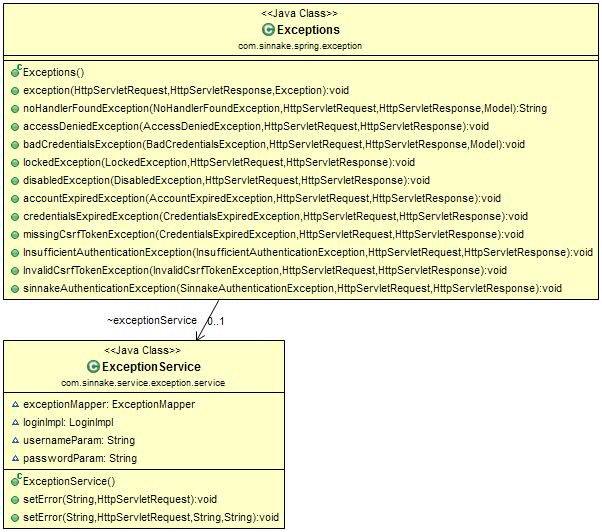 <<Java Class>>
Exceptions
com.sinnake.spring.exception
Exceptions()
exception(HttpServletRequest,HttpServletResponse,Exception):void
noHandlerFoundException(NoHandlerFoundException,HttpServletRequest,HttpServletResponse,Model):String
accessDeniedException(AccessDeniedException,HttpServletRequest,HttpServletResponse):void
badCredentialsException(BadCredentialsException,HttpServletRequest,HttpServletResponse,Model):void
lockedException(LockedException,HttpServletRequest,HttpServletResponse):void
disabledException(DisabledException,HttpServletRequest,HttpServletResponse):void
accountExpiredException(AccountExpiredException,HttpServletRequest,HttpServletResponse):void
credentialsExpiredException(CredentialsExpiredException,HttpServletRequest,HttpServletResponse):void
missingCsrfTokenException(CredentialsExpiredException,HttpServletRequest,HttpServletResponse):void
InsufficientAuthenticationException(InsufficientAuthenticationException,HttpServletRequest,HttpServletResponse):void
InvalidCsrfTokenException(InvalidCsrfTokenException,HttpServletRequest,HttpServletResponse):void
sinnakeAuthenticationException(SinnakeAuthenticationException,HttpServletRequest,HttpServletResponse):void
~exceptionService 0..1
<<Java Class>>
ExceptionService
com.sinnake.service.exception.service
exceptionMapper: ExceptionMapper
loginImpl: LoginImpl
usernameParam: String
passwordParam: String
ExceptionService()
setError(String,HttpServletRequest):void
setError(String,HttpServletRequest,String,String):void